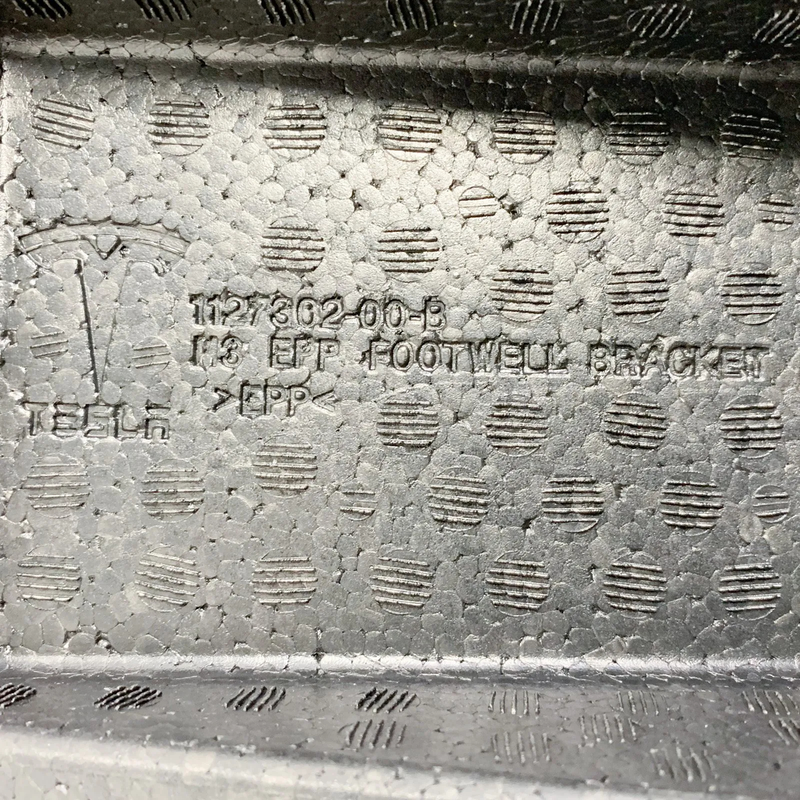 1127302-00-B
M3 EPP FOOTWELL BRACKET
>EPP<
TESLA